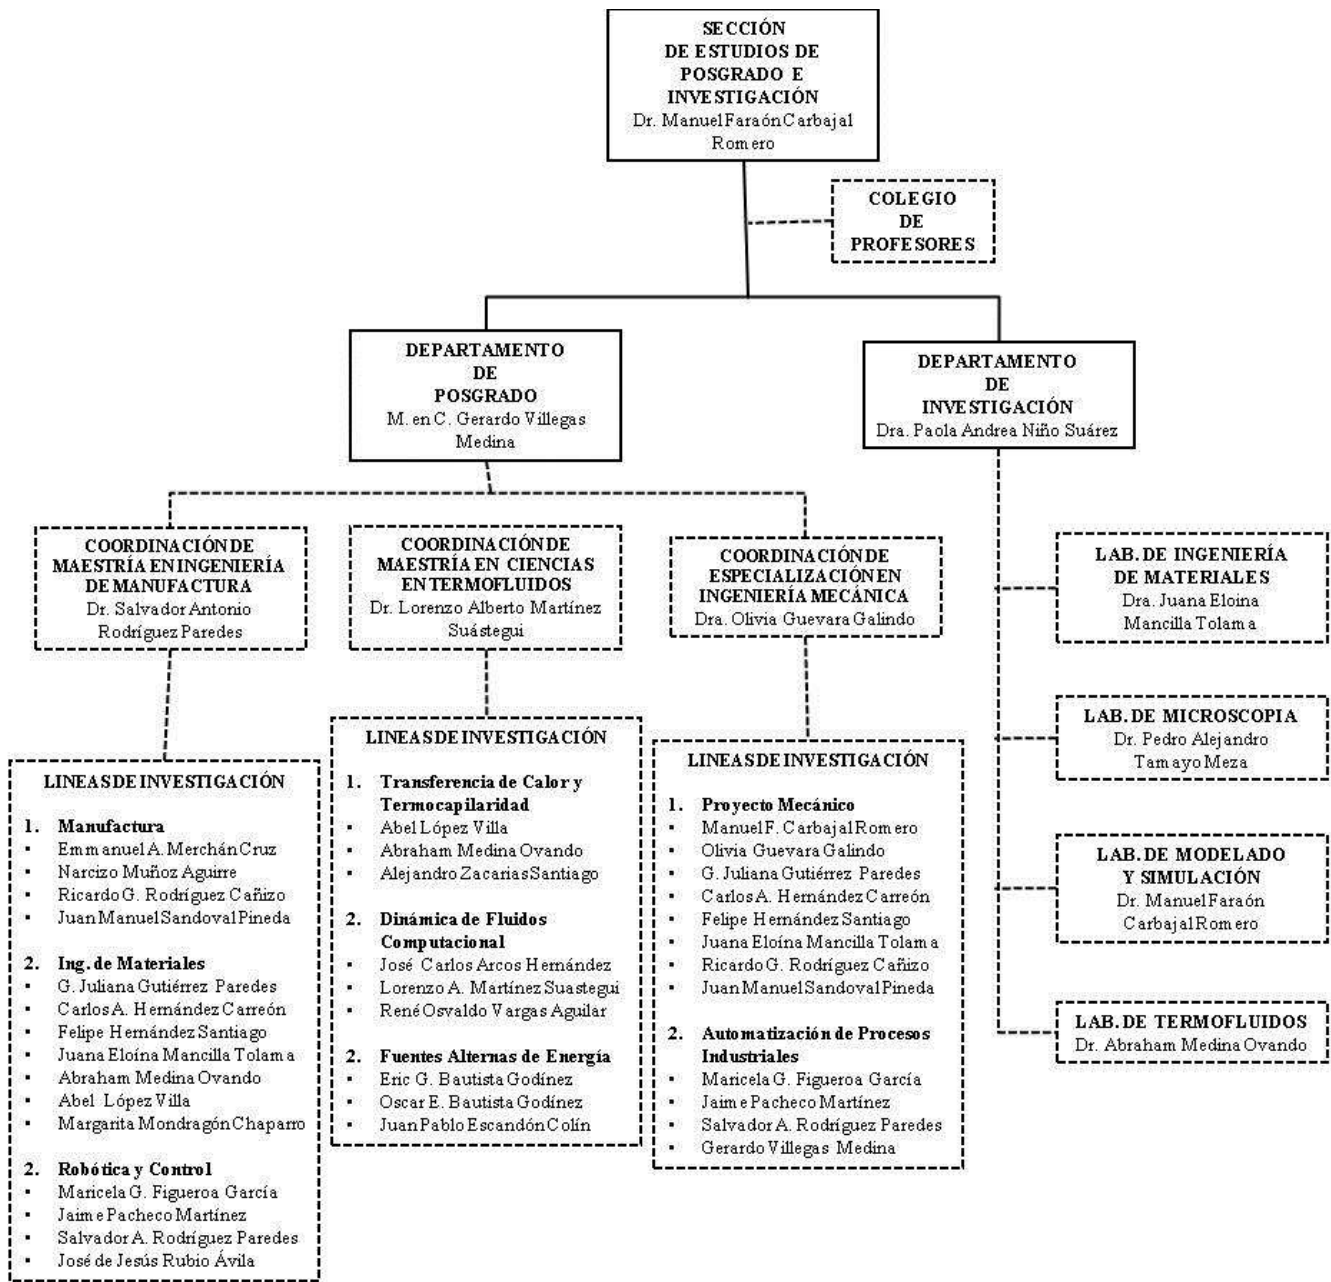 SECCIÓN
DE ESTUDIOS DE
POSGRADO E
INVESTIGACIÓN
Dr. Manuel Faraón Carbajal
Romero
COLEGIO
DE
PROFESORES
DEPARTAMENTO
DE
POSGRADO
M. en C. Gerardo Villegas
Medina
DEPARTAMENTO
DE
INVESTIGACIÓN
Dra. Paola Andrea Niño Suárez
COORDINACIÓN DE
MAESTRÍA EN INGENIERÍA
DE MANUFACTURA
Dr. Salvador Antonio
Rodríguez Paredes
COORDINACIÓN DE
MAESTRÍA EN CIENCIAS
EN TERMOFLUIDOS
Dr. Lorenzo Alberto Martínez
Suástegui
COORDINACIÓN DE
ESPECIALIZACIÓN EN
INGENIERÍA MECÁNICA
Dra. Olivia Guevara Galindo
LAB. DE INGENIERÍA
DE MATERIALES
Dra. Juana Eloina
Mancilla Tolama
LAB. DE MICROSCOPIA
Dr. Pedro Alejandro
Tamayo Meza
LAB. DE MODELADO
Y SIMULACIÓN
Dr. Manuel Faraón
Carbajal Romero
LAB. DE TERMOFLUIDOS
Dr. Abraham Medina Ovando
LINEAS DE INVESTIGACIÓN
1. Manufactura
▪ Emmanuel A. Merchán Cruz
▪ Narcizo Muñoz Aguirre
▪ Ricardo G. Rodríguez Cañizo
▪ Juan Manuel Sandoval Pineda
2. Ing. de Materiales
▪ G. Juliana Gutiérrez Paredes
▪ Carlos A. Hernández Carreón
▪ Felipe Hernández Santiago
▪ Juana Eloína Mancilla Tolama
▪ Abraham Medina Ovando
▪ Abel López Villa
▪ Margarita Mondragón Chaparro
2. Robótica y Control
▪ Maricela G. Figueroa García
▪ Jaime Pacheco Martínez
▪ Salvador A. Rodríguez Paredes
▪ José de Jesús Rubio Ávila
LINEAS DE INVESTIGACIÓN
1. Transferencia de Calor y
Termocapilaridad
▪ Abel López Villa
▪ Abraham Medina Ovando
▪ Alejandro Zacarias Santiago
2. Dinámica de Fluidos
Computacional
▪ José Carlos Arcos Hernández
▪ Lorenzo A. Martínez Suastegui
▪ René Osvaldo Vargas Aguilar
2. Fuentes Alternas de Energía
▪ Eric G. Bautista Godínez
▪ Oscar E. Bautista Godínez
▪ Juan Pablo Escandón Colín
LINEAS DE INVESTIGACIÓN
1. Proyecto Mecánico
▪ Manuel F. Carbajal Romero
▪ Olivia Guevara Galindo
▪ G. Juliana Gutiérrez Paredes
▪ Carlos A. Hernández Carreón
▪ Felipe Hernández Santiago
▪ Juana Eloína Mancilla Tolama
▪ Ricardo G. Rodríguez Cañizo
▪ Juan Manuel Sandoval Pineda
2. Automatización de Procesos
Industriales
▪ Maricela G. Figueroa García
▪ Jaime Pacheco Martínez
▪ Salvador A. Rodríguez Paredes
▪ Gerardo Villegas Medina